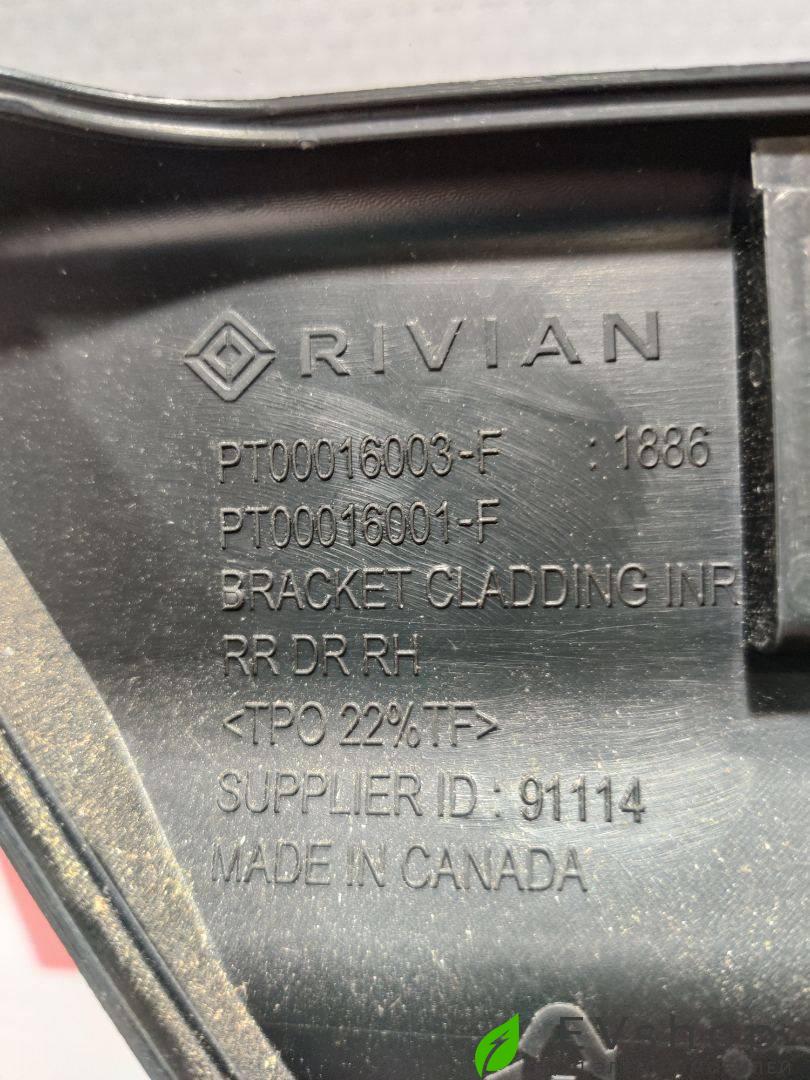 RIVIAN
PT00016003-F : 1886
PT00016001-F
BRACKET CLADDING INR
RR DR RH
<TPO 22%TF>
SUPPLIER ID : 91114
MADE IN CANADA